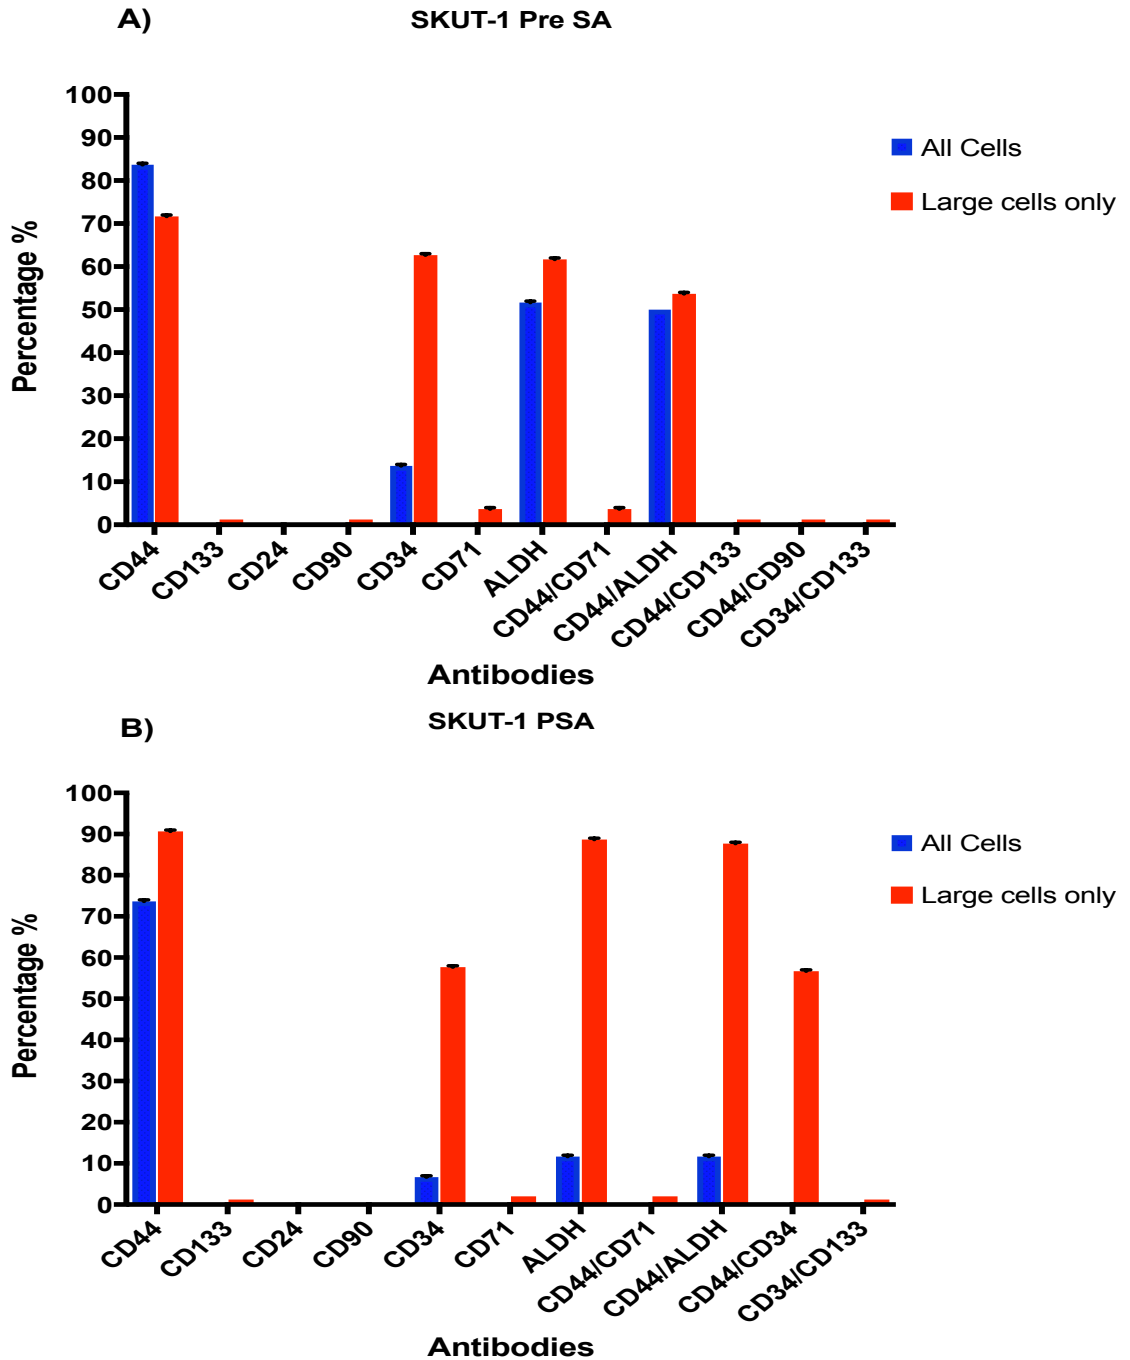 A)
SKUT-1 Pre SA
100
90
80
70
60
50
40
30
20
10
0
Percentage %
All Cells
Large cells only
CD44
CD133
CD24
CD90
CD34
CD71
ALDH
CD44/CD71
CD44/ALDH
CD44/CD133
CD44/CD90
CD34/CD133
Antibodies
B)
SKUT-1 PSA
100
90
80
70
60
50
40
30
20
10
0
Percentage %
All Cells
Large cells only
CD44
CD133
CD24
CD90
CD34
CD71
ALDH
CD44/CD71
CD44/ALDH
CD44/CD34
CD34/CD133
Antibodies